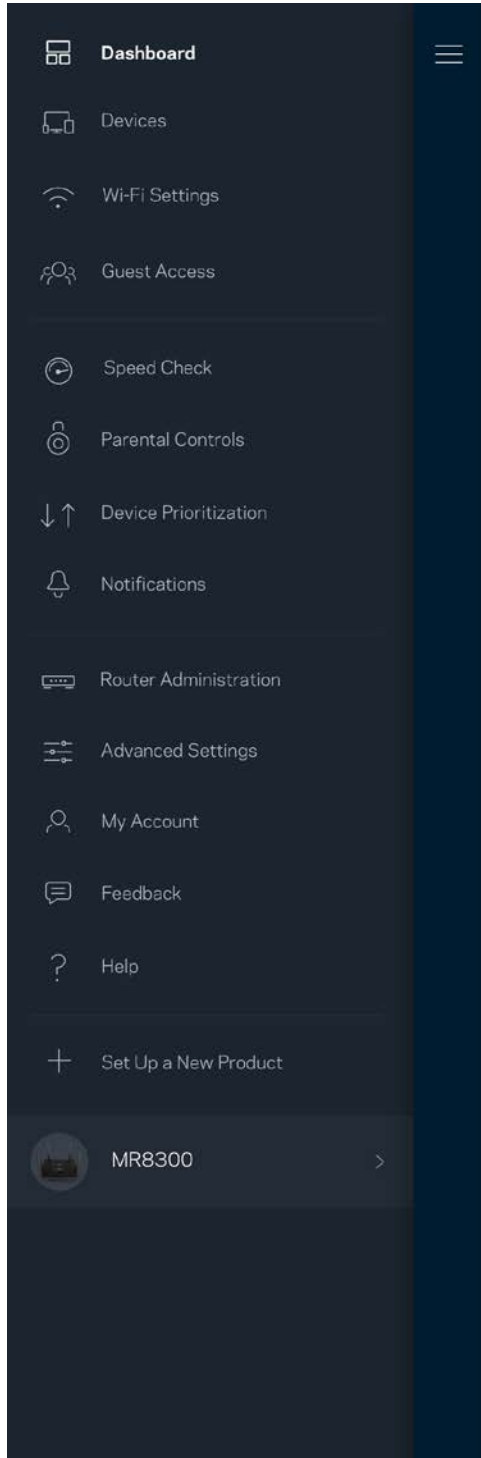 Dashboard
Devices
Wi-Fi Settings
Guest Access
Speed Check
Parental Controls
Device Prioritization
Notifications
Router Administration
Advanced Settings
My Account
Feedback
Help
Set Up a New Product
MR8300